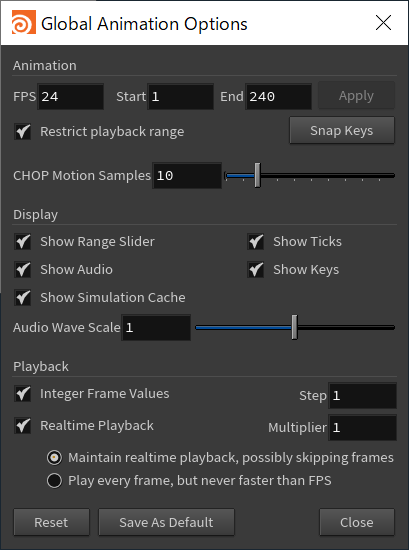 Global Animation Options
Animation
FPS 24 Start 1 End 240 Apply
Restrict playback range Snap Keys
CHOP Motion Samples 10
Display
Show Range Slider Show Ticks
Show Audio Show Keys
Show Simulation Cache
Audio Wave Scale 1
Playback
Integer Frame Values Step 1
Realtime Playback Multiplier 1
Maintain realtime playback, possibly skipping frames
Play every frame, but never faster than FPS
Reset Save As Default Close